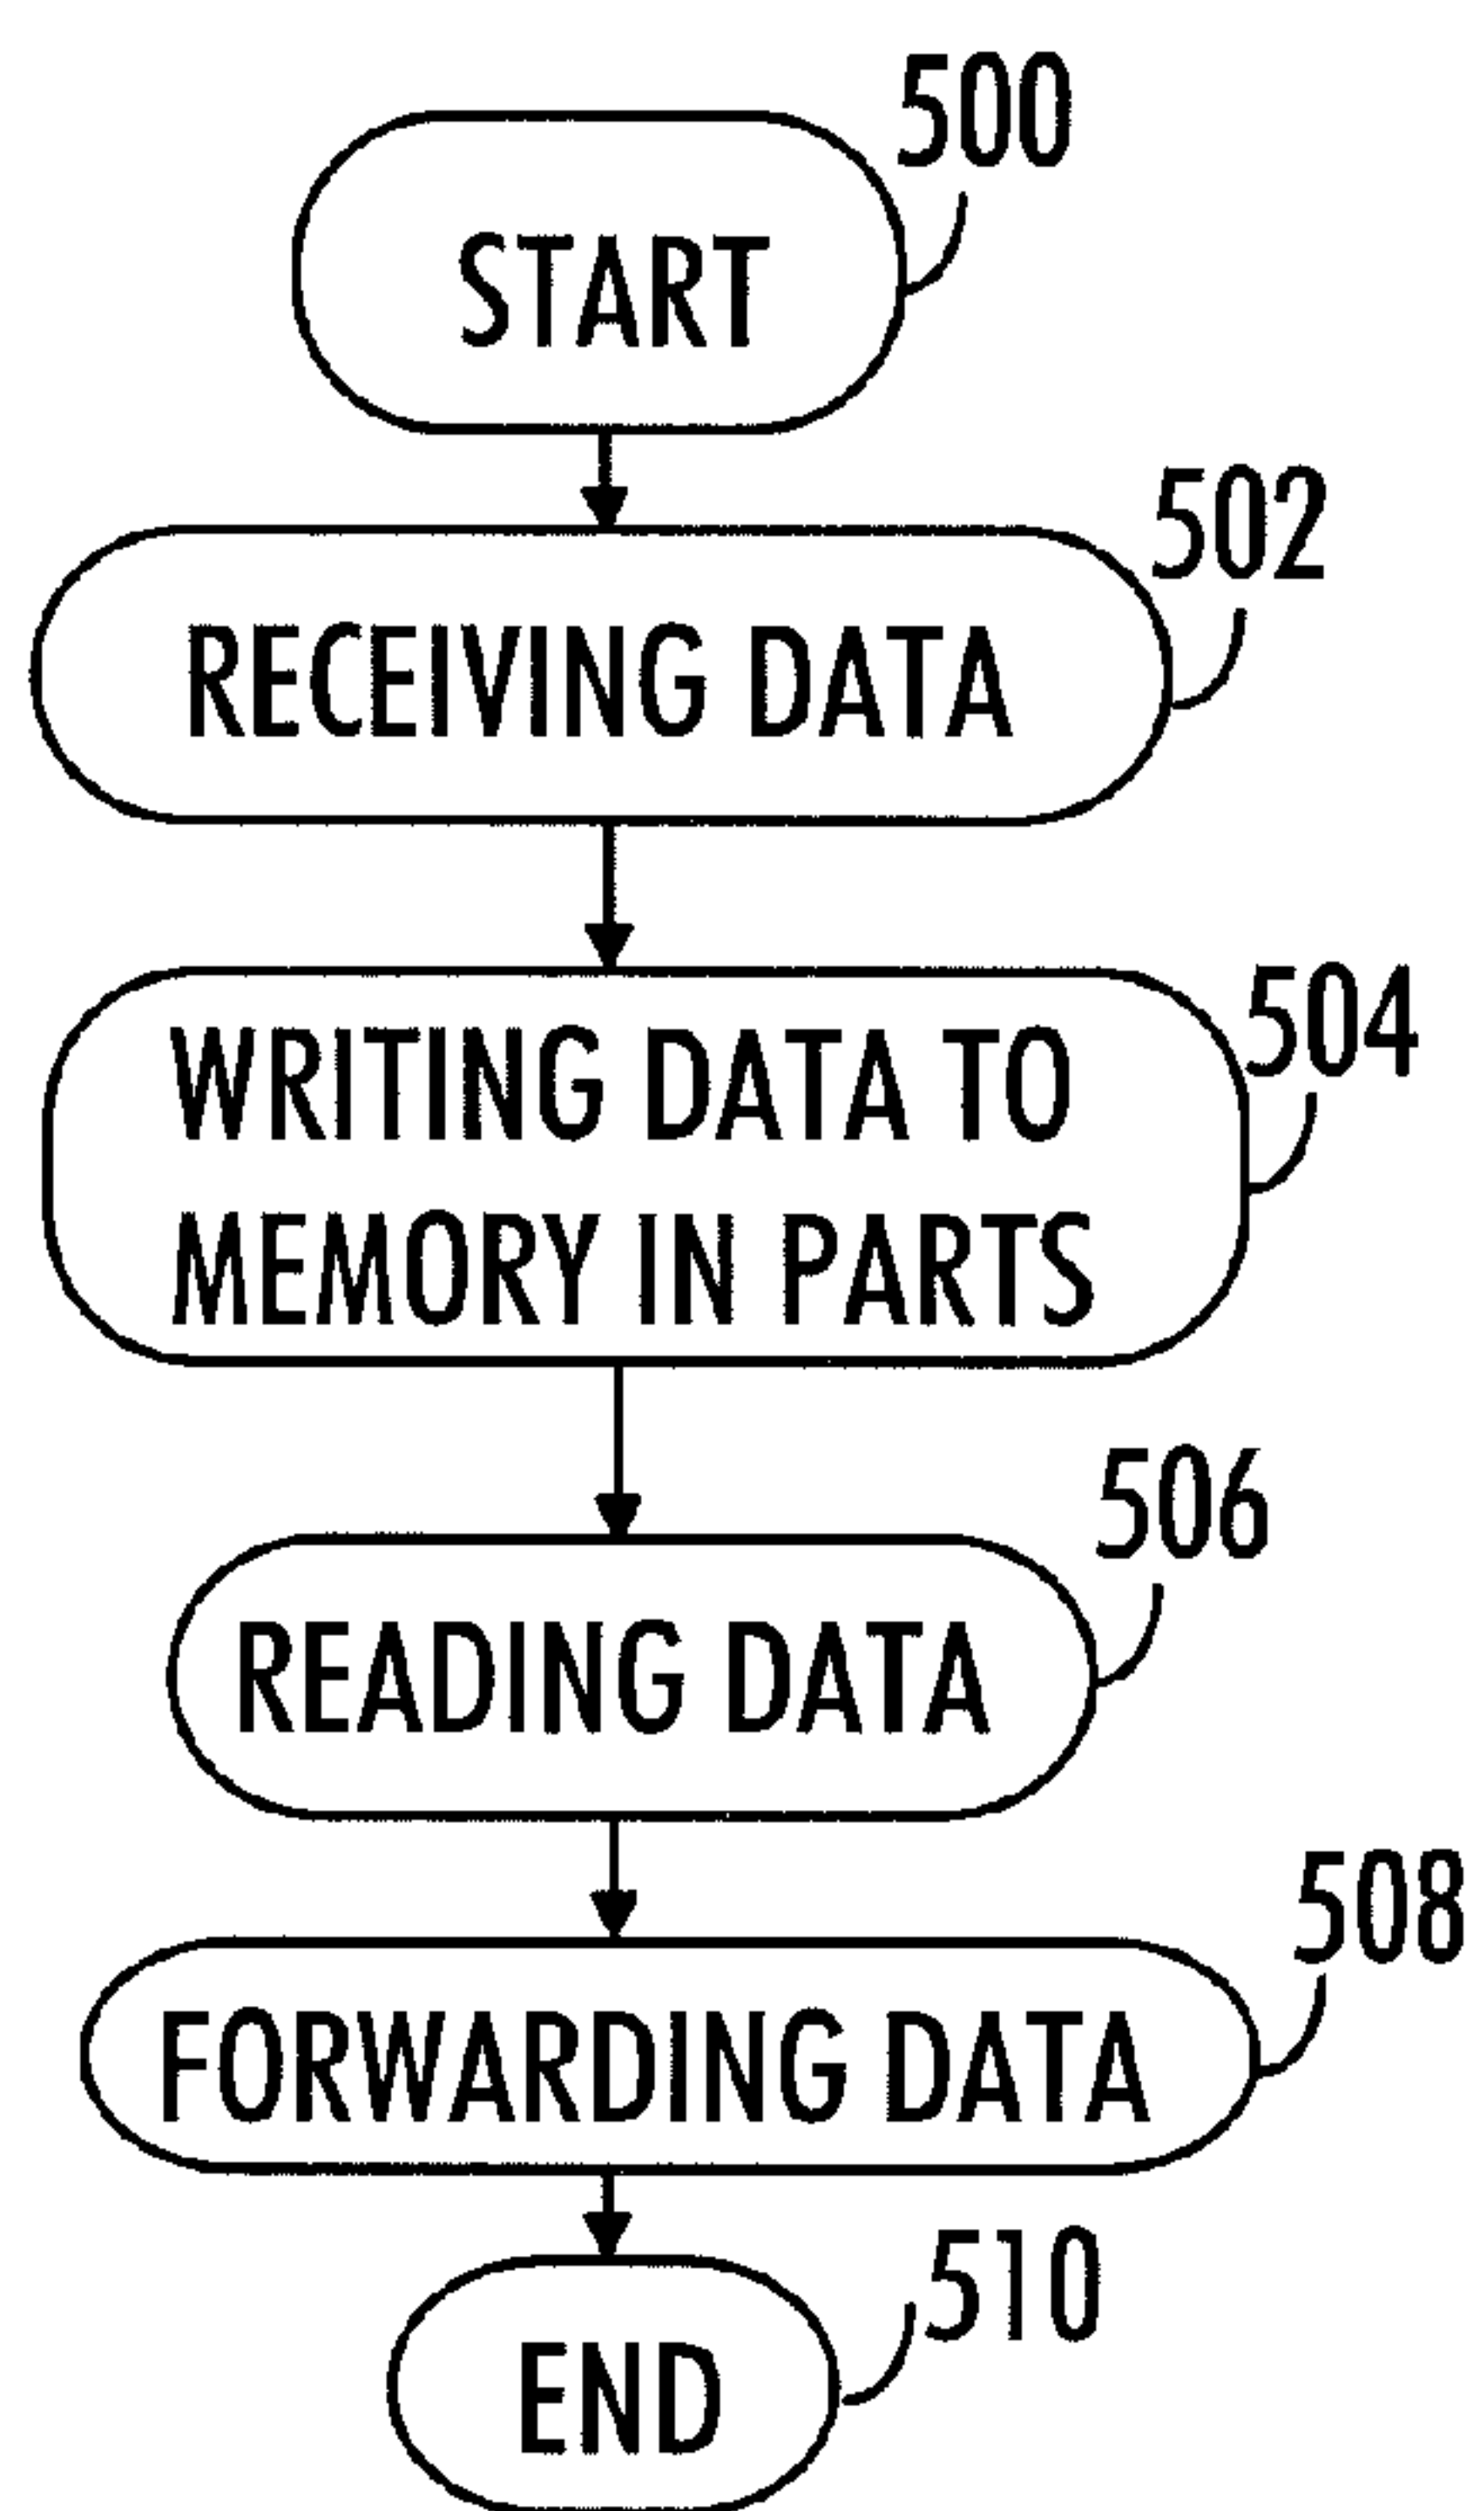 500
START
502
RECEIVING DATA
504
WRITING DATA TO
MEMORY IN PARTS
506
READING DATA
508
FORWARDING DATA
510
END